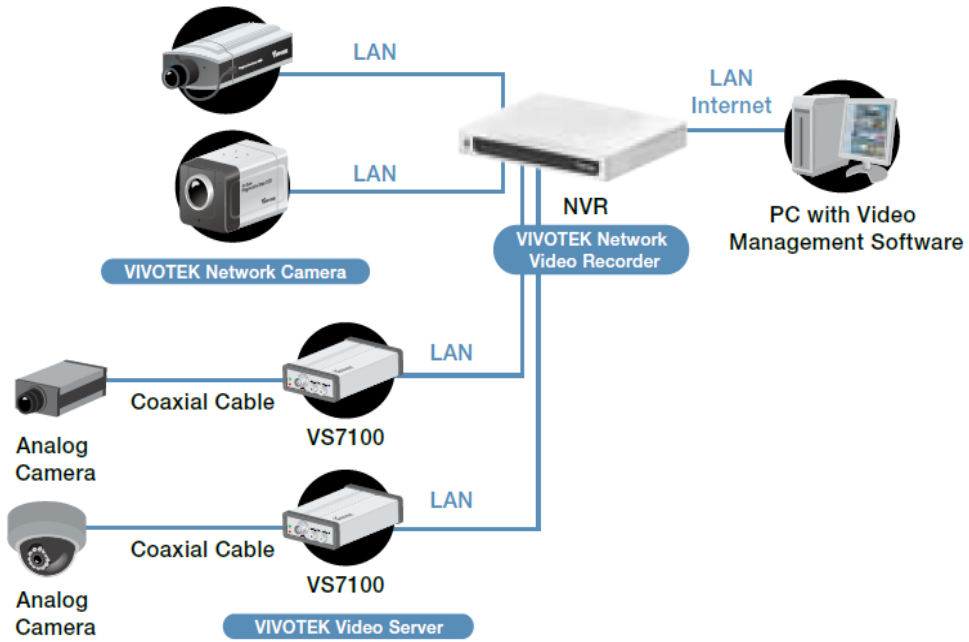 LAN
LAN
Internet
LAN
NVR
PC with Video
Management Software
VIVOTEK Network
Video Recorder
VIVOTEK Network Camera
LAN
Coaxial Cable
VS7100
Analog
Camera
LAN
Coaxial Cable
VS7100
Analog
Camera
VIVOTEK Video Server